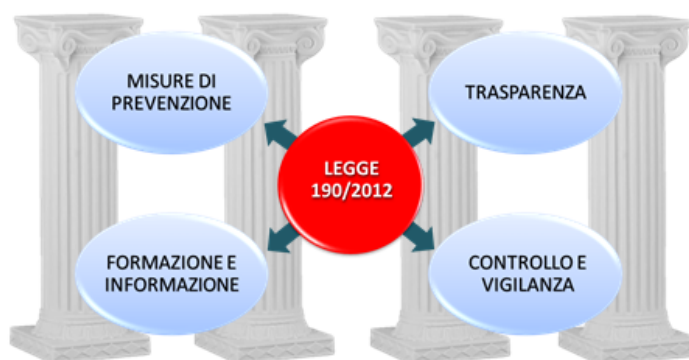 MISURE DI
PREVENZIONE
TRASPARENZA
LEGGE
190/2012
FORMAZIONE E
INFORMAZIONE
CONTROLLO E
VIGILANZA